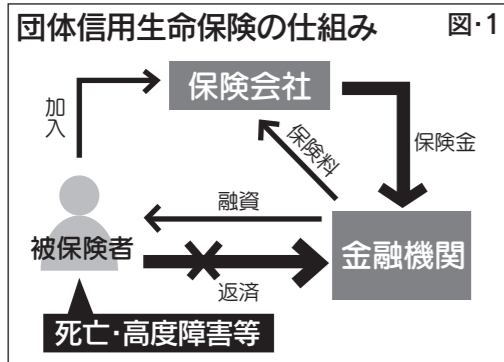 団体信用生命保険の仕組み
図・1
保険会社
加入
保険料
保険金
融資
被保険者
金融機関
返済
死亡・高度障害等